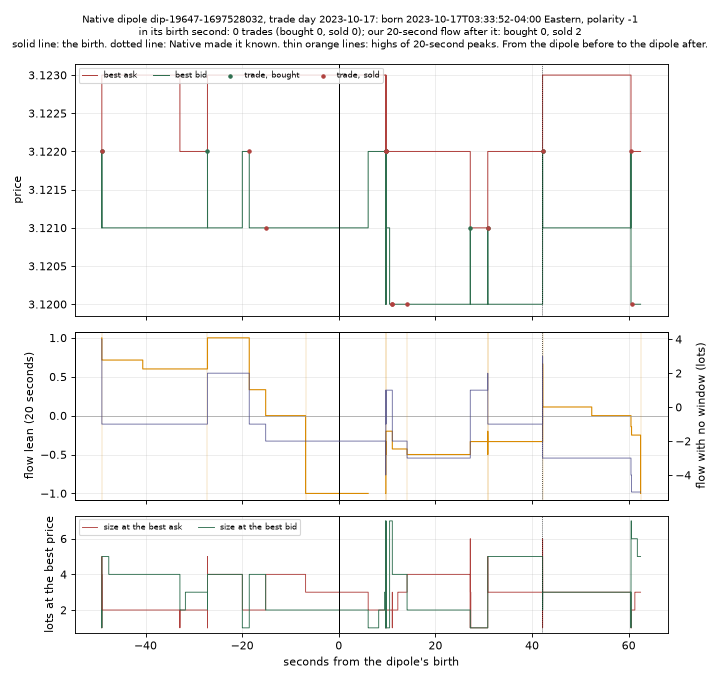 Native dipole dip-19647-1697528032, trade day 2023-10-17: born 2023-10-17T03:33:52-04:00 Eastern, polarity -1
in its birth second: 0 trades (bought 0, sold 0); our 20-second flow after it: bought 0, sold 2
solid line: the birth. dotted line: Native made it known. thin orange lines: highs of 20-second peaks. From the dipole before to the dipole after.
best ask best bid trade, bought trade, sold
3.1230
3.1225
3.1220
3.1215
3.1210
3.1205
3.1200
price
1.0
0.5
0.0
−0.5
−1.0
flow lean (20 seconds)
4
2
0
−2
−4
flow with no window (lots)
size at the best ask size at the best bid
6
4
2
lots at the best price
−40 −20 0 20 40 60
seconds from the dipole's birth